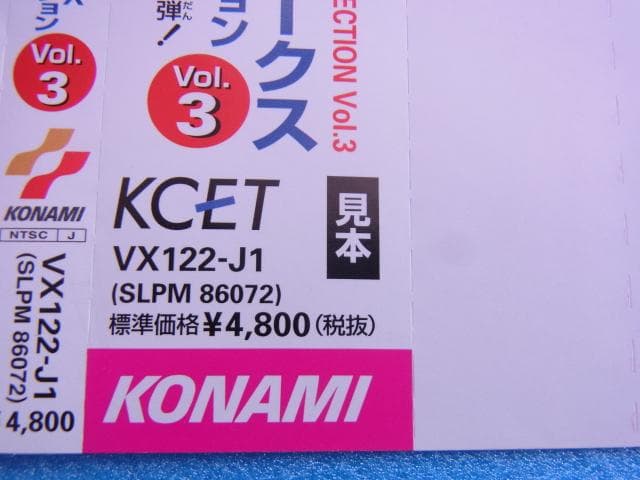 ョン
Vol.
3
KONAMI
NTSC J
VX122-J1
(SLPM 86072)
4,800
弾!
だん
ョン
Vol.
3
ークス
ECTION Vol.3
KCET
見本
VX122-J1
(SLPM 86072)
標準価格¥4,800(税抜)
KONAMI